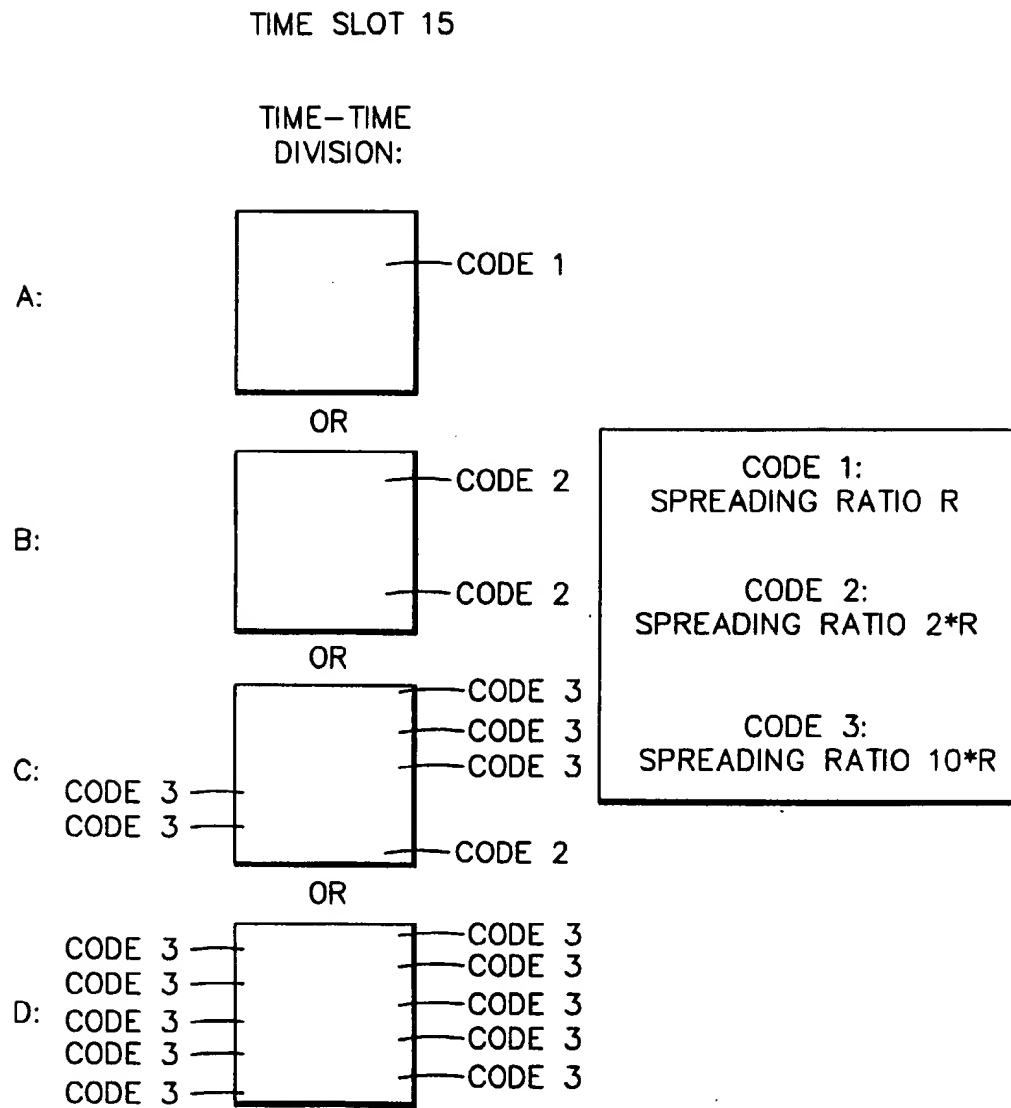 TIME SLOT 15
TIME-TIME
DIVISION:
A:
CODE 1
OR
B:
CODE 2
CODE 2
OR
C:
CODE 3
CODE 3
CODE 3
CODE 3
CODE 3
CODE 2
OR
D:
CODE 3
CODE 3
CODE 3
CODE 3
CODE 3
CODE 3
CODE 3
CODE 3
CODE 3
CODE 3
CODE 1:
SPREADING RATIO R
CODE 2:
SPREADING RATIO 2*R
CODE 3:
SPREADING RATIO 10*R